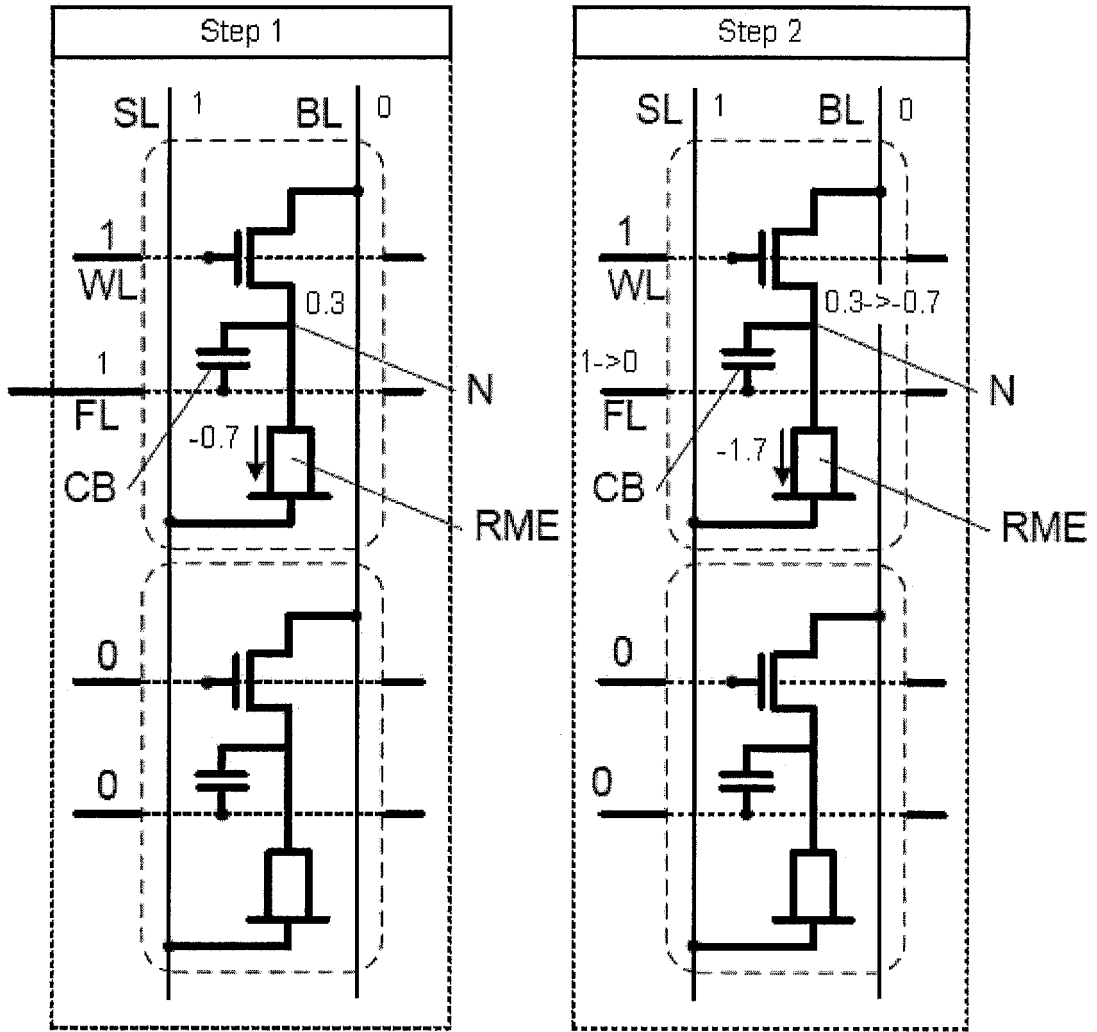 Step 1
SL 1 BL 0
1
WL
0.3
1
FL
N
-0.7
CB
RME
0
0
Step 2
SL 1 BL 0
1
WL
0.3->-0.7
1->0
FL
N
-1.7
CB
RME
0
0